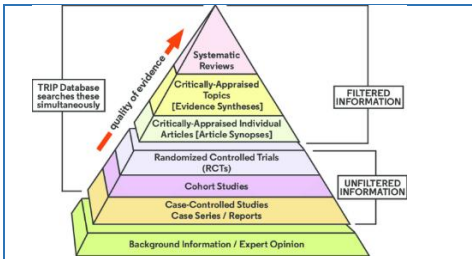 Systematic
Reviews
Critically-Appraised
Topics
[Evidence Syntheses]
Critically-Appraised Individual
Articles [Article Synopses]
Randomized Controlled Trials
(RCTs)
Cohort Studies
Case-Controlled Studies
Case Series / Reports
Background Information / Expert Opinion
quality of evidence
TRIP Database
searches these
simultaneously
FILTERED
INFORMATION
UNFILTERED
INFORMATION